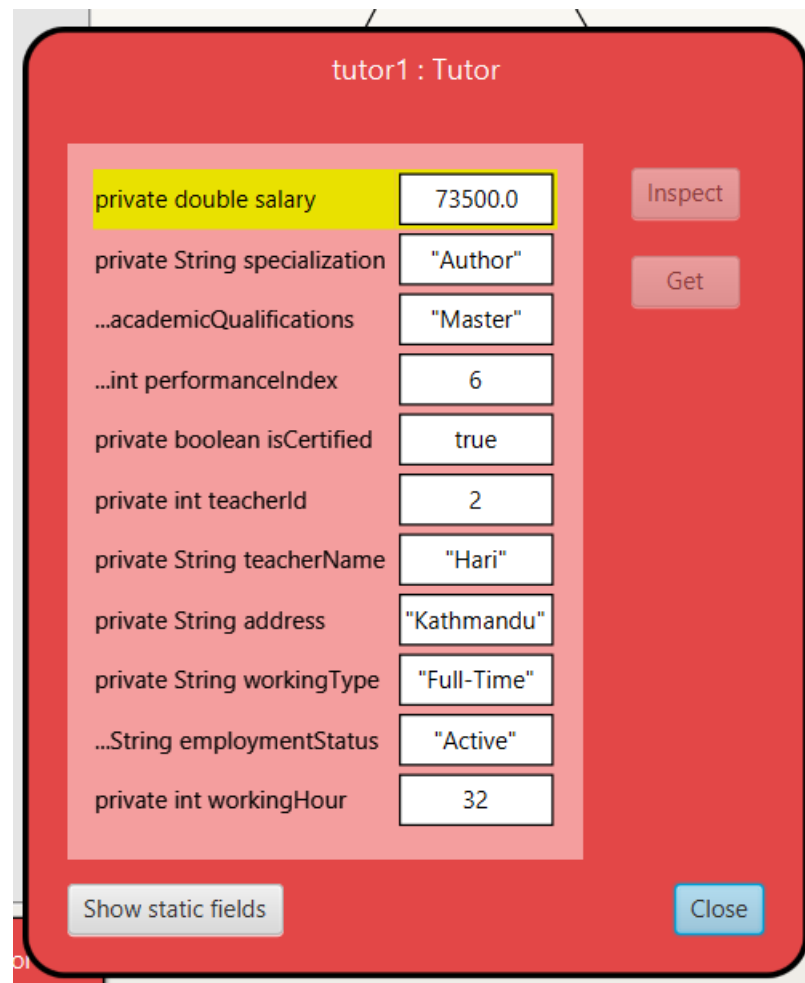 tutor1 : Tutor
private double salary 73500.0
Inspect
private String specialization "Author"
Get
...academicQualifications "Master"
...int performanceIndex 6
private boolean isCertified true
private int teacherId 2
private String teacherName "Hari"
private String address "Kathmandu"
private String workingType "Full-Time"
...String employmentStatus "Active"
private int workingHour 32
Show static fields
Close